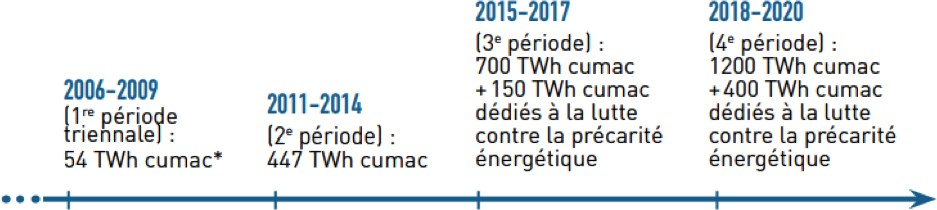 2006-2009
(1re période
triennale) :
54 TWh cumac*
2011-2014
(2e période) :
447 TWh cumac
2015-2017
(3e période) :
700 TWh cumac
+150 TWh cumac
dédiés à la lutte
contre la précarité
énergétique
2018-2020
(4e période) :
1200 TWh cumac
+400 TWh cumac
dédiés à la lutte
contre la précarité
énergétique